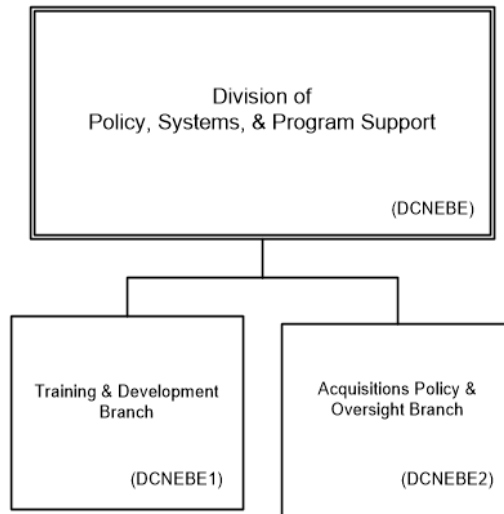 Division of
Policy, Systems, & Program Support
(DCNEBE)
Training & Development
Branch
(DCNEBE1)
Acquisitions Policy &
Oversight Branch
(DCNEBE2)